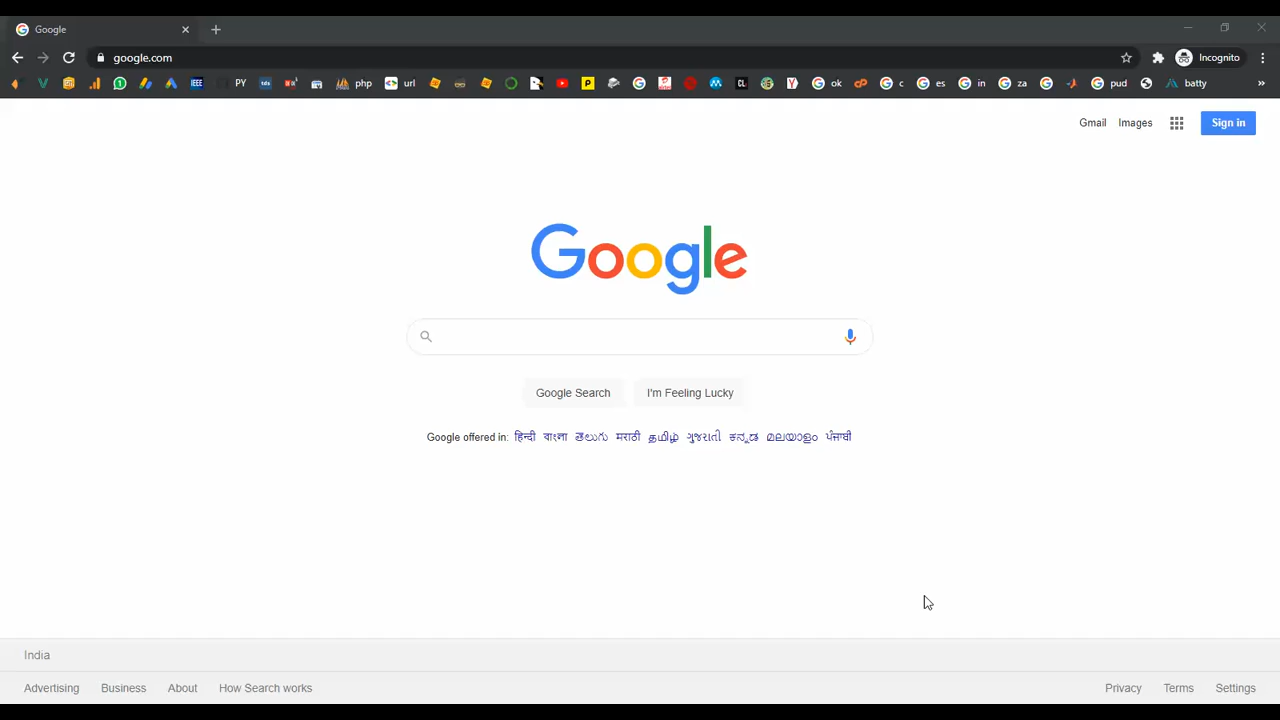 Google
google.com
Incognito
PY php url ok c es in za pud batty
Gmail Images Sign in
Google
Google Search I'm Feeling Lucky
Google offered in: हिन्दी বাংলা తెలుగు मराठी தமிழ் ગુજરાતી ಕನ್ನಡ മലയാളം ਪੰਜਾਬੀ
India
Advertising Business About How Search works Privacy Terms Settings